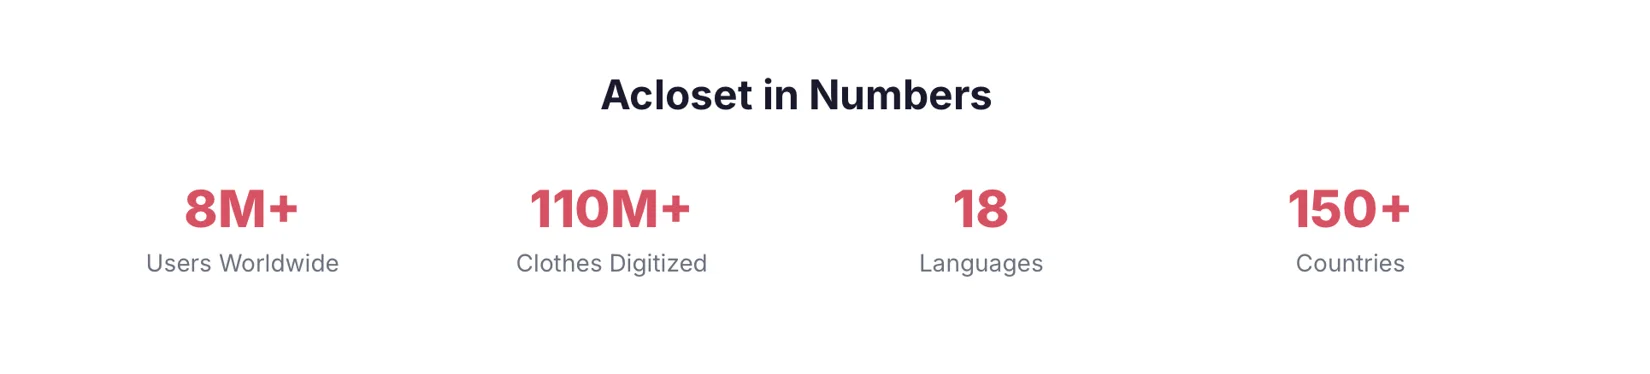 Acloset in Numbers
8M+
Users Worldwide
110M+
Clothes Digitized
18
Languages
150+
Countries